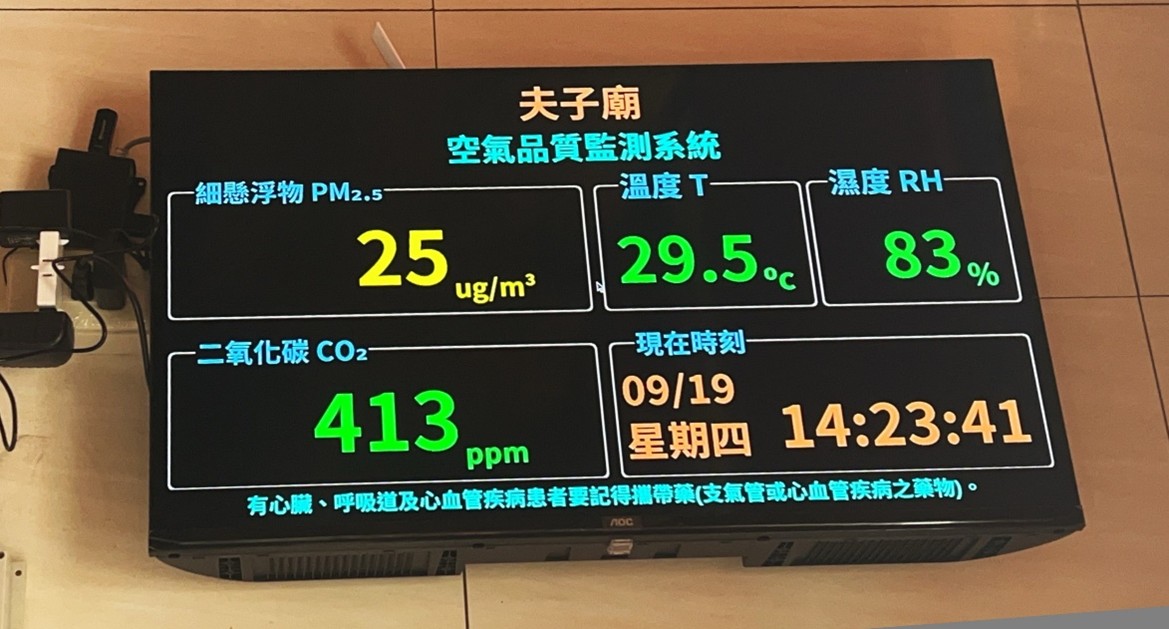 夫子廟
空氣品質監測系統
細懸浮物 PM₂.₅
25 ug/m³
溫度 T
29.5 ºc
濕度 RH
83 %
二氧化碳 CO₂
413 ppm
現在時刻
09/19
星期四 14:23:41
有心臟、呼吸道及心血管疾病患者要記得攜帶藥(支氣管或心血管疾病之藥物)。
AOC